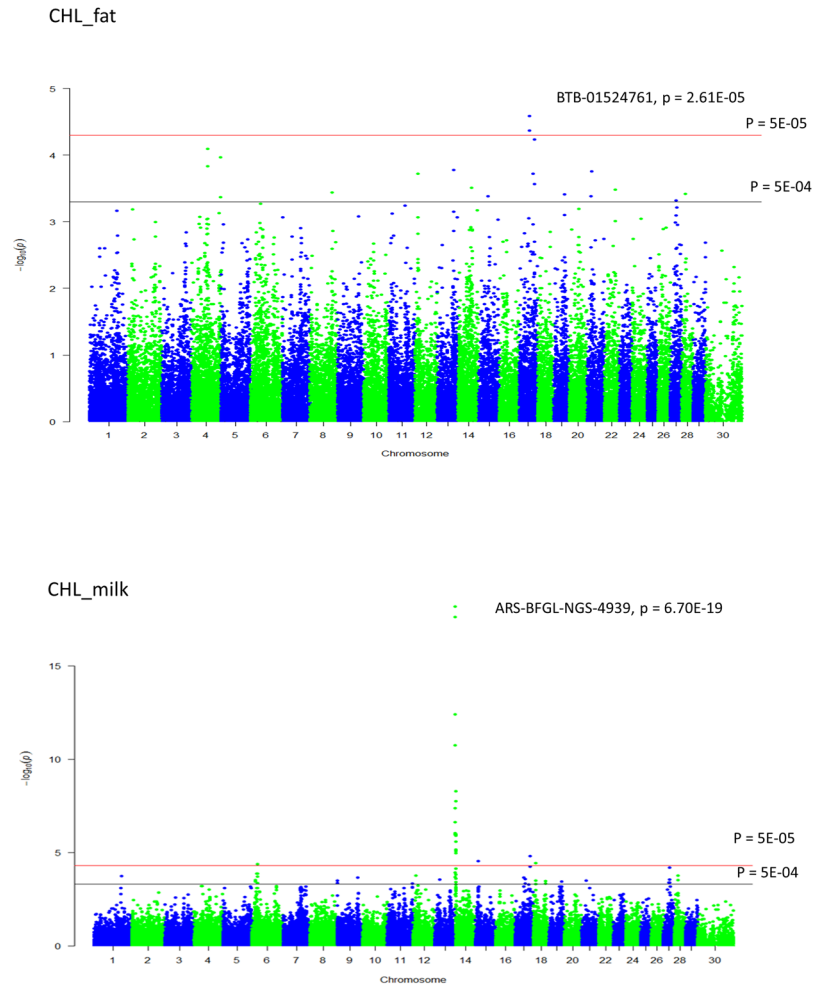 CHL_fat
5
BTB-01524761, p = 2.61E-05
P = 5E-05
4
P = 5E-04
3
-log10(p)
2
1
0
1 2 3 4 5 6 7 8 9 10 11 12 14 16 18 20 22 24 26 28 30
Chromosome
CHL_milk
ARS-BFGL-NGS-4939, p = 6.70E-19
15
-log10(p)
10
P = 5E-05
5
P = 5E-04
0
1 2 3 4 5 6 7 8 9 10 11 12 14 16 18 20 22 24 26 28 30
Chromosome